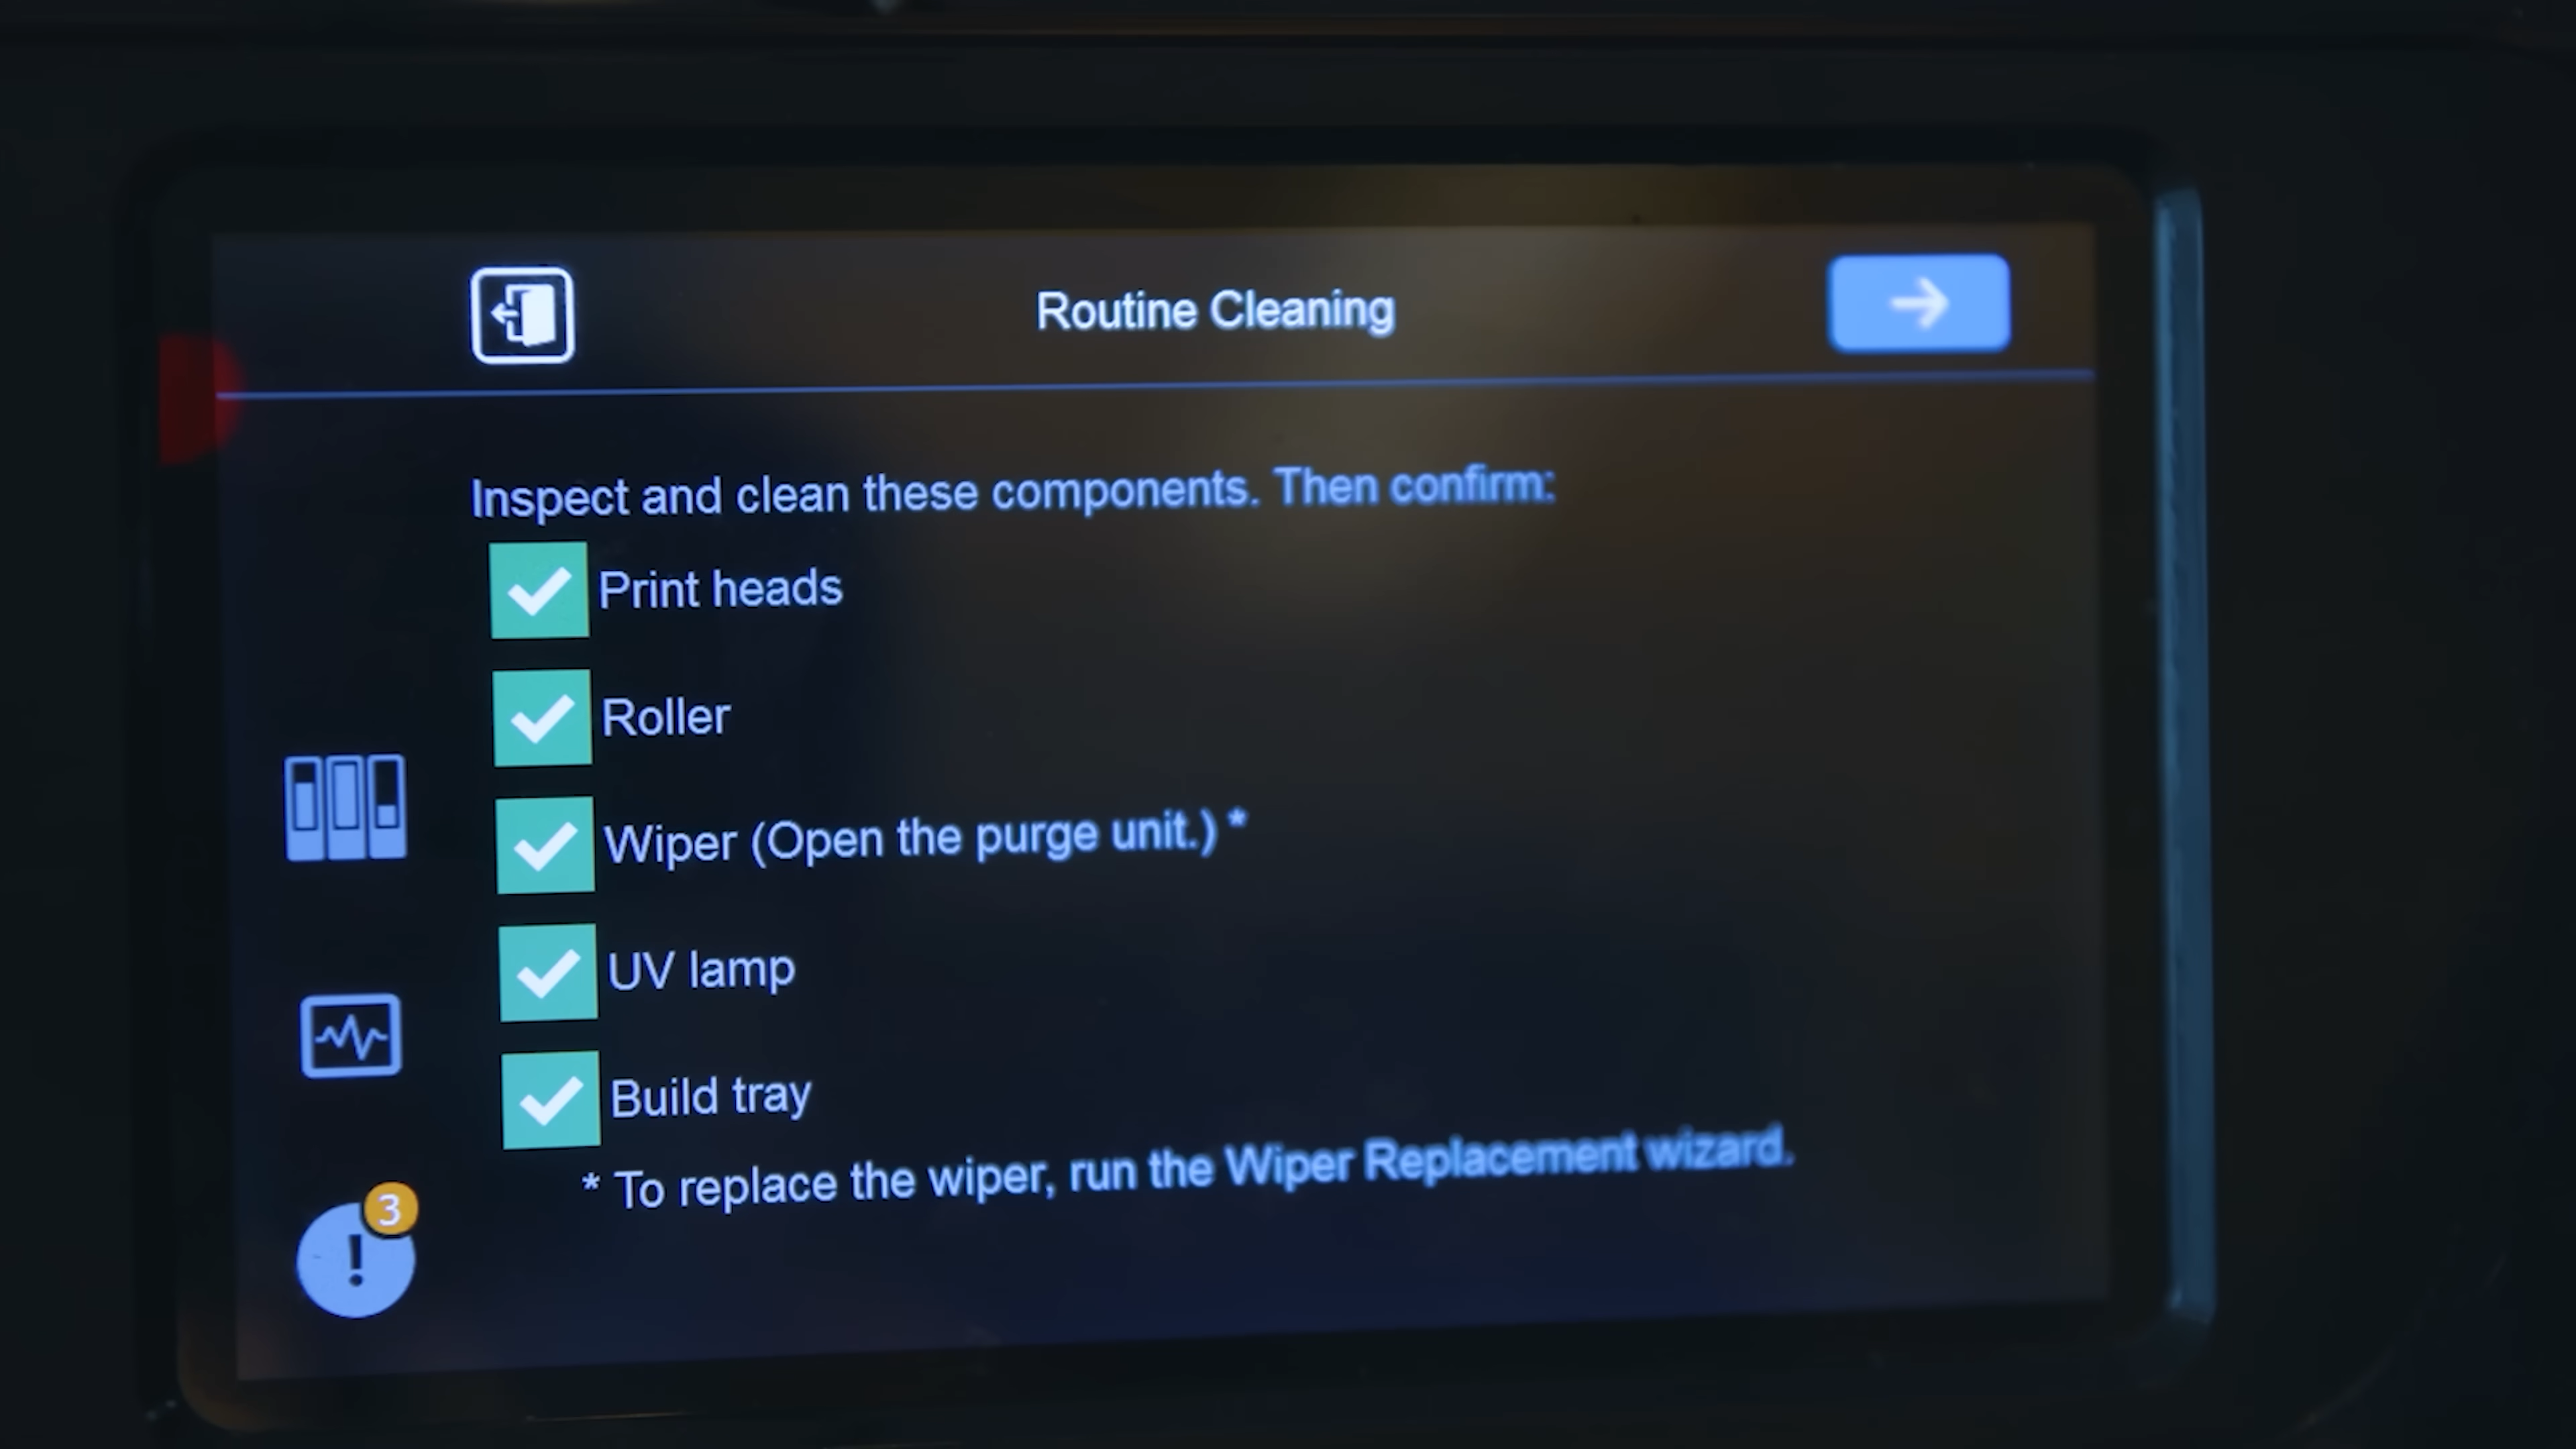 Routine Cleaning
Inspect and clean these components. Then confirm:
Print heads
Roller
Wiper (Open the purge unit.) *
UV lamp
Build tray
* To replace the wiper, run the Wiper Replacement wizard.
3
!